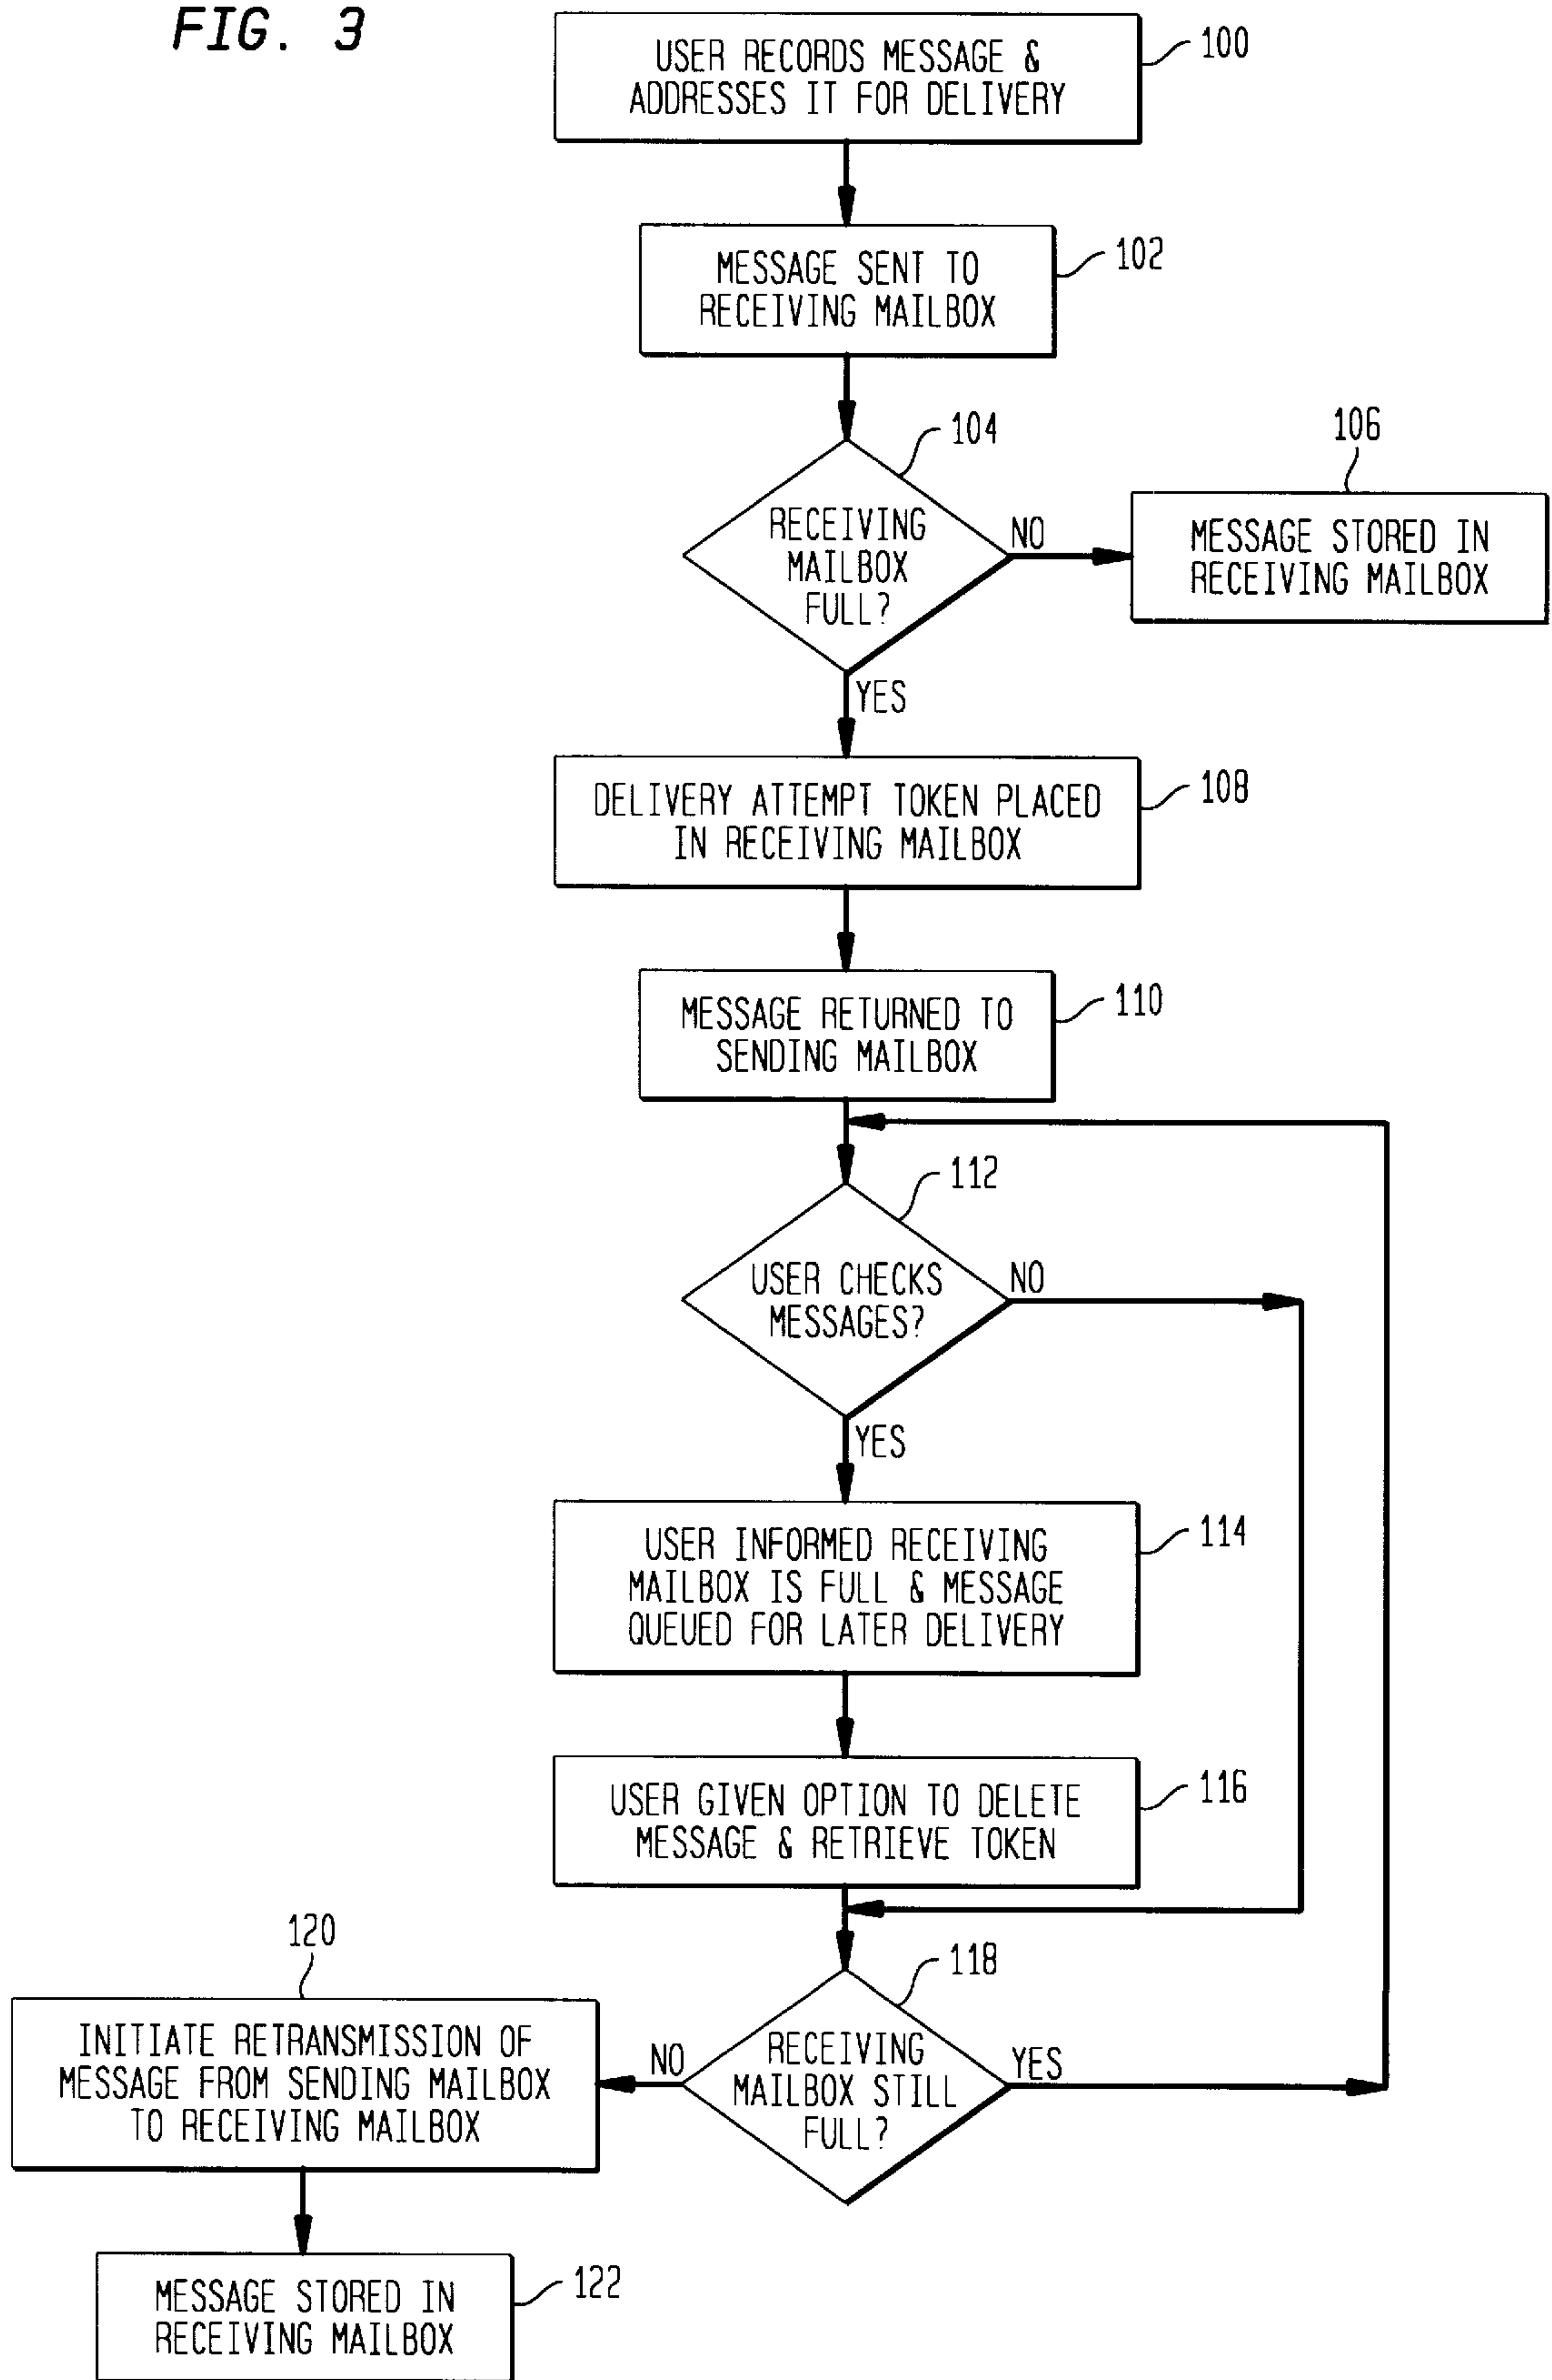 FIG. 3
USER RECORDS MESSAGE &
ADDRESSES IT FOR DELIVERY
100
MESSAGE SENT TO
RECEIVING MAILBOX
102
104
RECEIVING
MAILBOX
FULL?
NO
106
MESSAGE STORED IN
RECEIVING MAILBOX
YES
DELIVERY ATTEMPT TOKEN PLACED
IN RECEIVING MAILBOX
108
MESSAGE RETURNED TO
SENDING MAILBOX
110
112
USER CHECKS
MESSAGES?
NO
YES
USER INFORMED RECEIVING
MAILBOX IS FULL & MESSAGE
QUEUED FOR LATER DELIVERY
114
USER GIVEN OPTION TO DELETE
MESSAGE & RETRIEVE TOKEN
116
118
RECEIVING
MAILBOX STILL
FULL?
YES
NO
120
INITIATE RETRANSMISSION OF
MESSAGE FROM SENDING MAILBOX
TO RECEIVING MAILBOX
MESSAGE STORED IN
RECEIVING MAILBOX
122